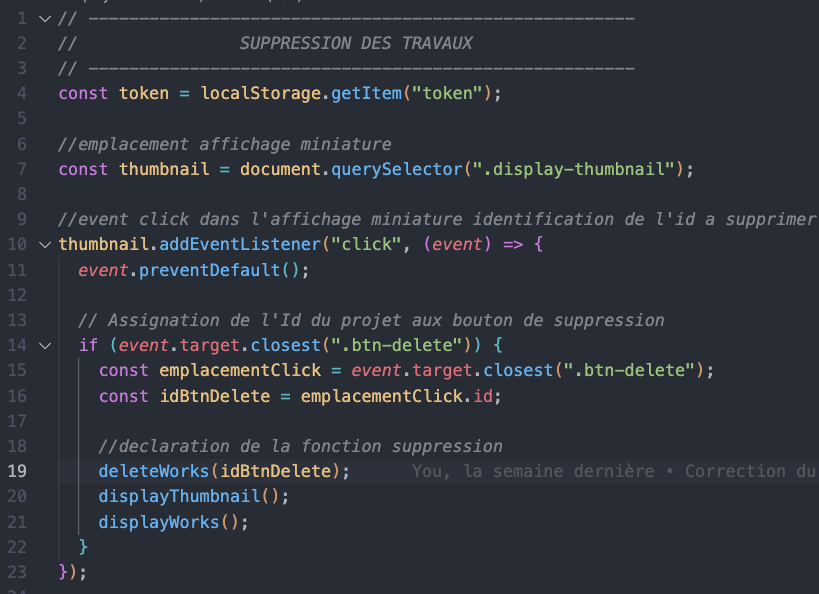 1 // ------------------------------------------------------
2 // SUPPRESSION DES TRAVAUX
3 // ------------------------------------------------------
4 const token = localStorage.getItem("token");
5
6 //emplacement affichage miniature
7 const thumbnail = document.querySelector(".display-thumbnail");
8
9 //event click dans l'affichage miniature identification de l'id a supprimer
10 thumbnail.addEventListener("click", (event) => {
11 event.preventDefault();
12
13 // Assignation de l'Id du projet aux bouton de suppression
14 if (event.target.closest(".btn-delete")) {
15 const emplacementClick = event.target.closest(".btn-delete");
16 const idBtnDelete = emplacementClick.id;
17
18 //declaration de la fonction suppression
19 deleteWorks(idBtnDelete); You, la semaine dernière • Correction du
20 displayThumbnail();
21 displayWorks();
22 }
23 });